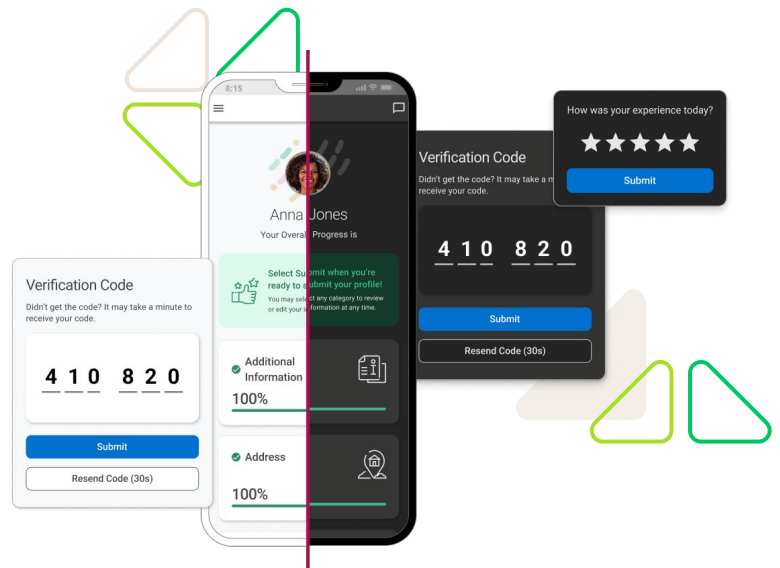 8:15
Anna Jones
Your Overall Progress is
Select Submit when you're
ready to submit your profile!
You may select any category to review
or edit your information at any time.
Additional
Information
100%
Address
100%
Verification Code
Didn't get the code? It may take a minute to
receive your code.
4 1 0 8 2 0
Submit
Resend Code (30s)
Verification Code
Didn't get the code? It may take a m
receive your code.
4 1 0 8 2 0
Submit
Resend Code (30s)
How was your experience today?
Submit